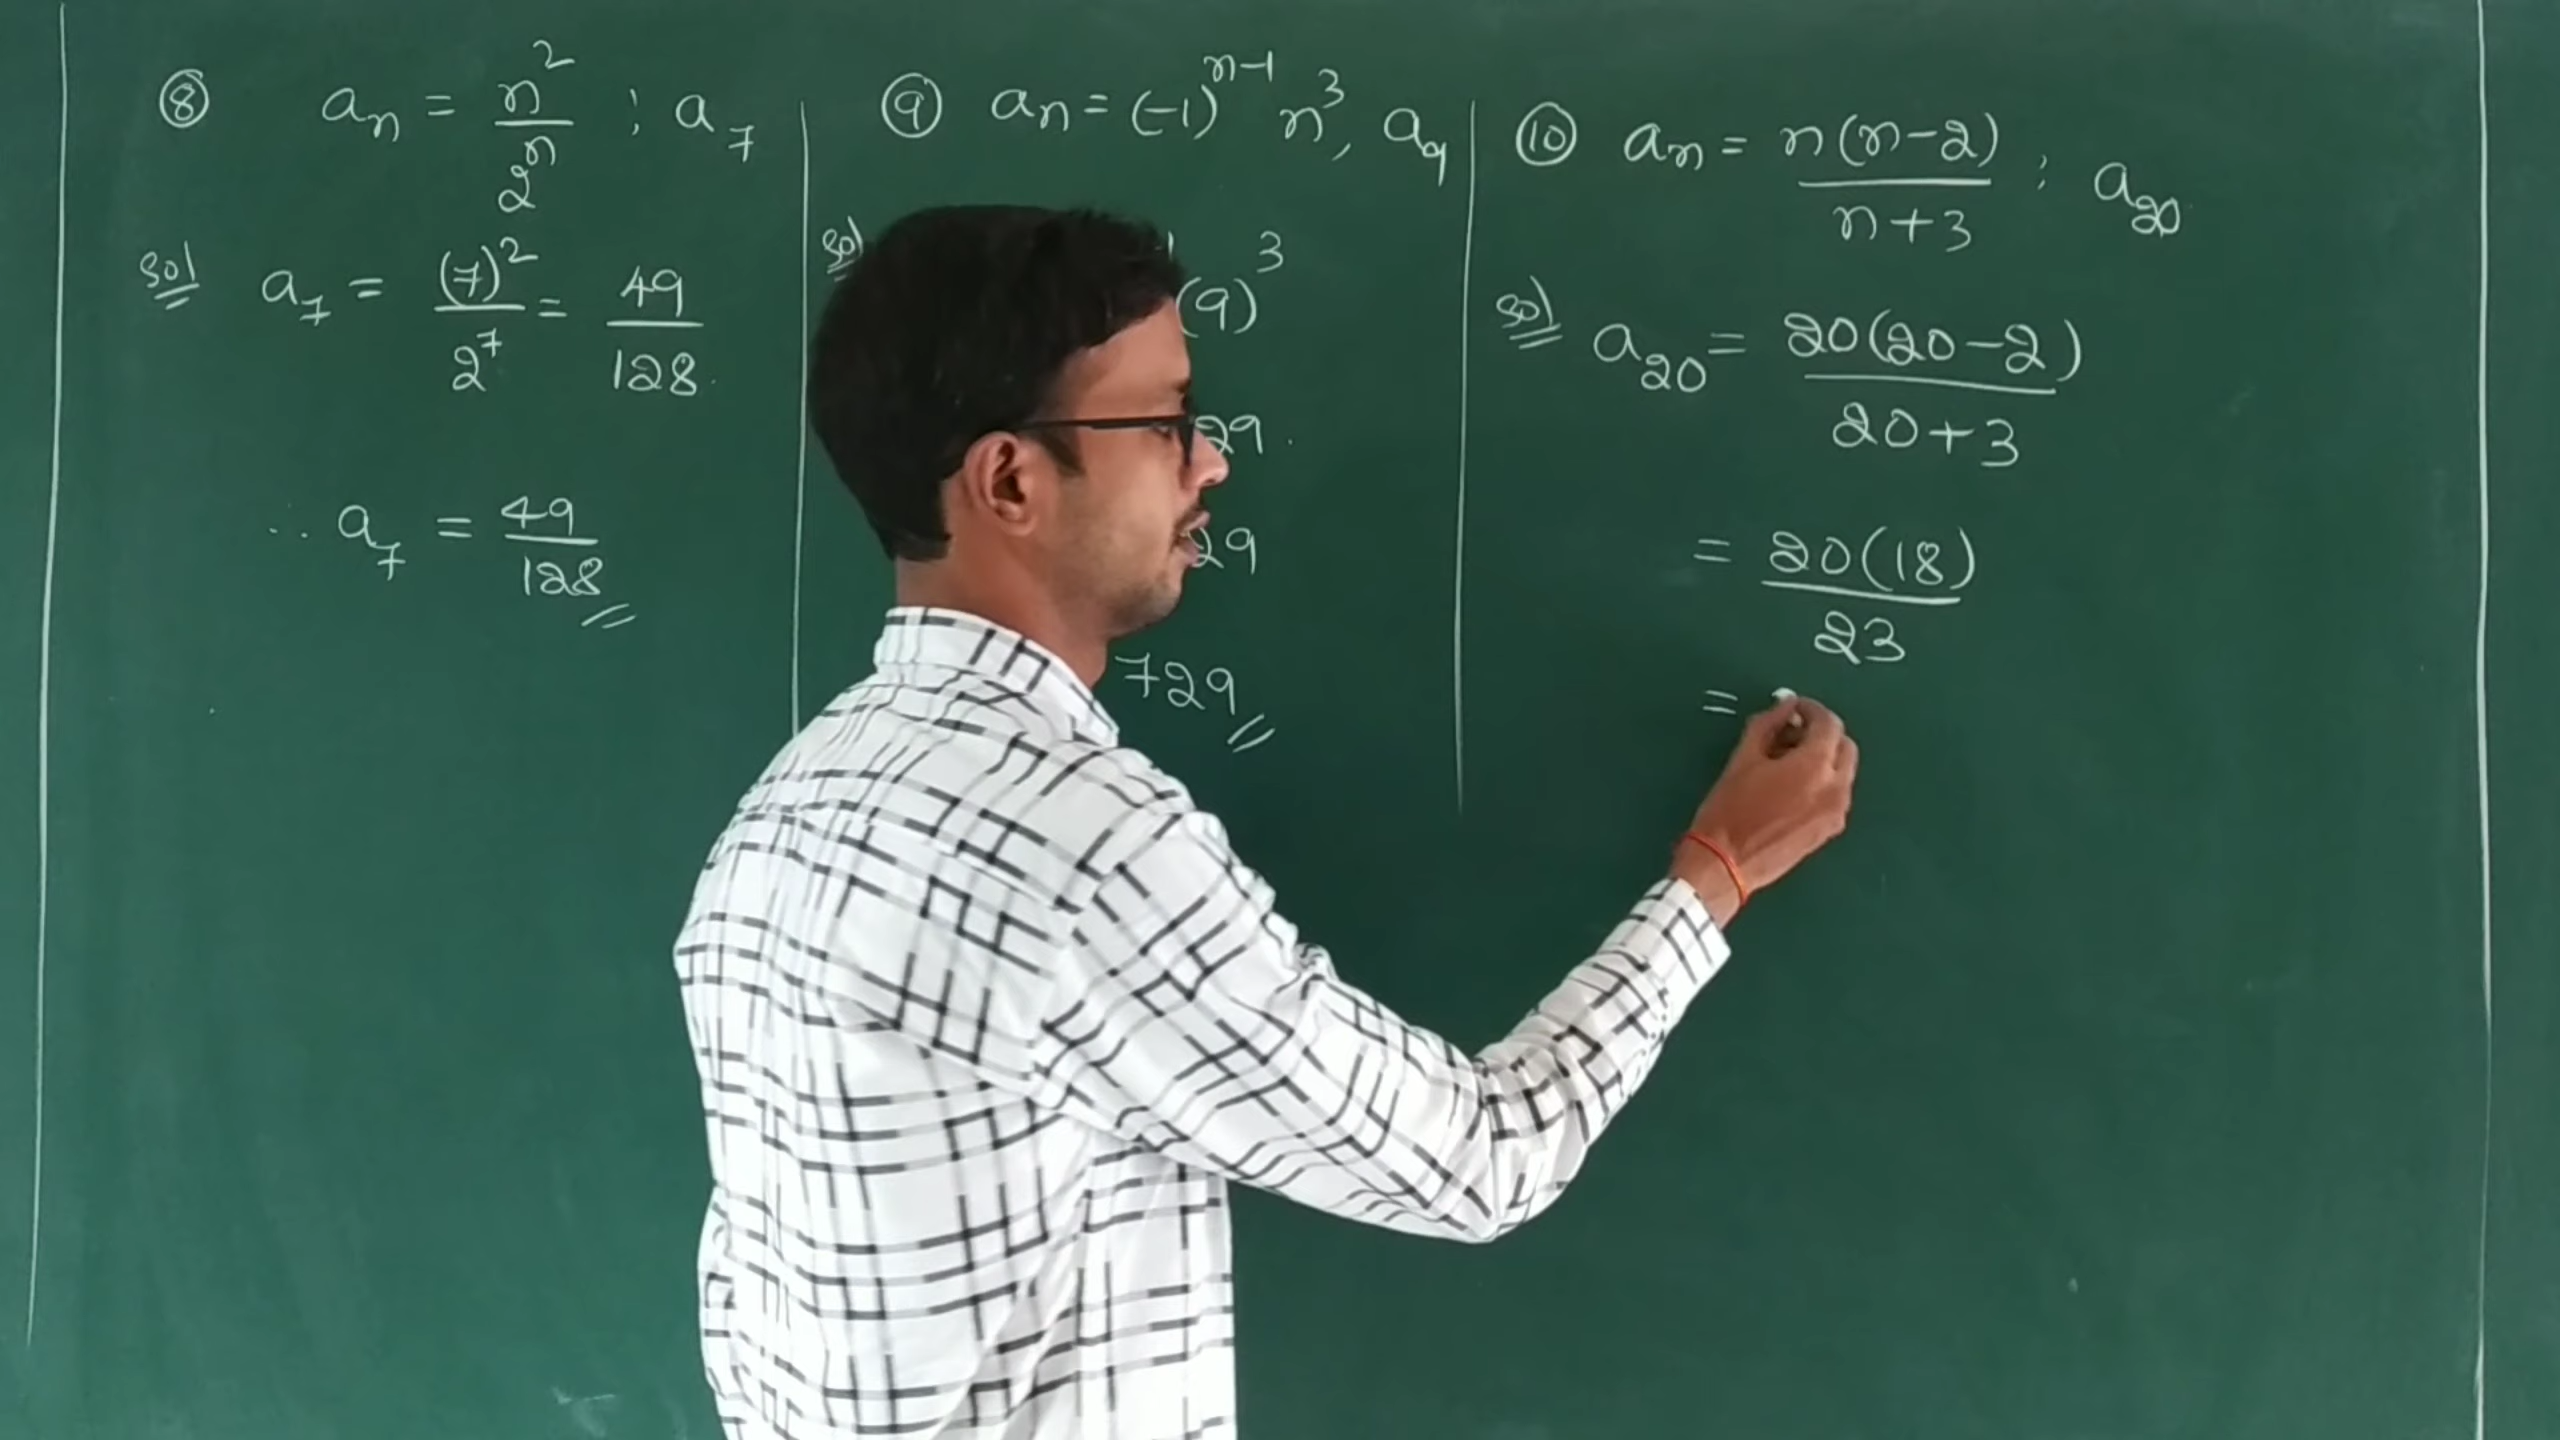 ⑧ aₙ = n² / 2ⁿ ; a₇
sol a₇ = (7)² / 2⁷ = 49 / 128.
∴ a₇ = 49 / 128
⑨ aₙ = (-1)ⁿ⁻¹ n³, a₉
sol (9)³
29.
29
729
⑩ aₙ = n(n-2) / n+3 ; a₂₀
sol a₂₀ = 20(20-2) / 20+3
= 20(18) / 23
=